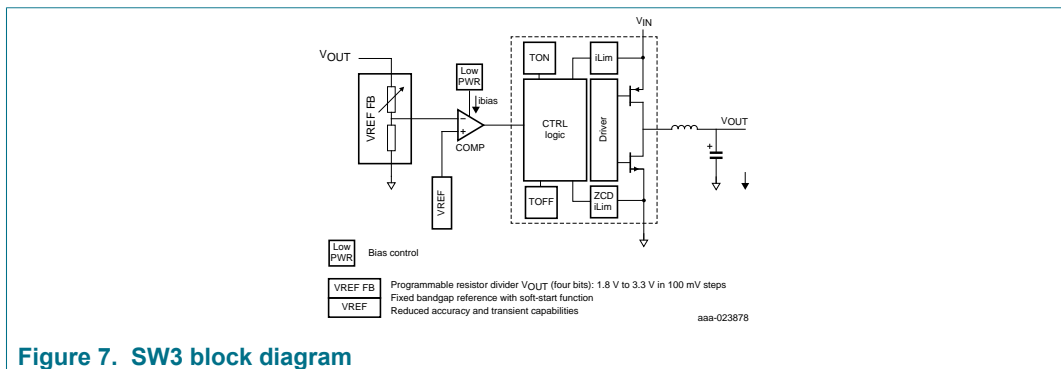 VIN
VOUT
TON
iLim
Low
PWR
ibias
VREF FB
CTRL
logic
Driver
VOUT
−
+
COMP
+
VREF
TOFF
ZCD
iLim
Low
PWR
Bias control
VREF FB
Programmable resistor divider VOUT (four bits): 1.8 V to 3.3 V in 100 mV steps
Fixed bandgap reference with soft-start function
VREF
Reduced accuracy and transient capabilities
aaa-023878
Figure 7. SW3 block diagram